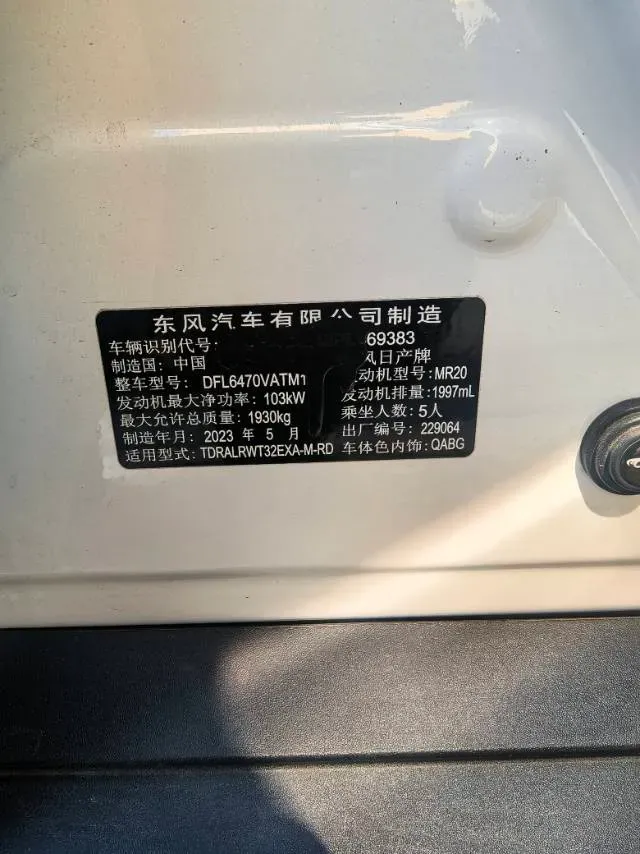 东风汽车有限公司制造
车辆识别代号： 69383
制造国：中国 风日产牌
整车型号：DFL6470VATM1 动机型号：MR20
发动机最大净功率：103kW 发动机排量：1997mL
最大允许总质量：1930kg 乘坐人数：5人
制造年月：2023 年 5 月 出厂编号：229064
适用型号：TDRALRWT32EXA-M-RD 车体色内饰：QABG